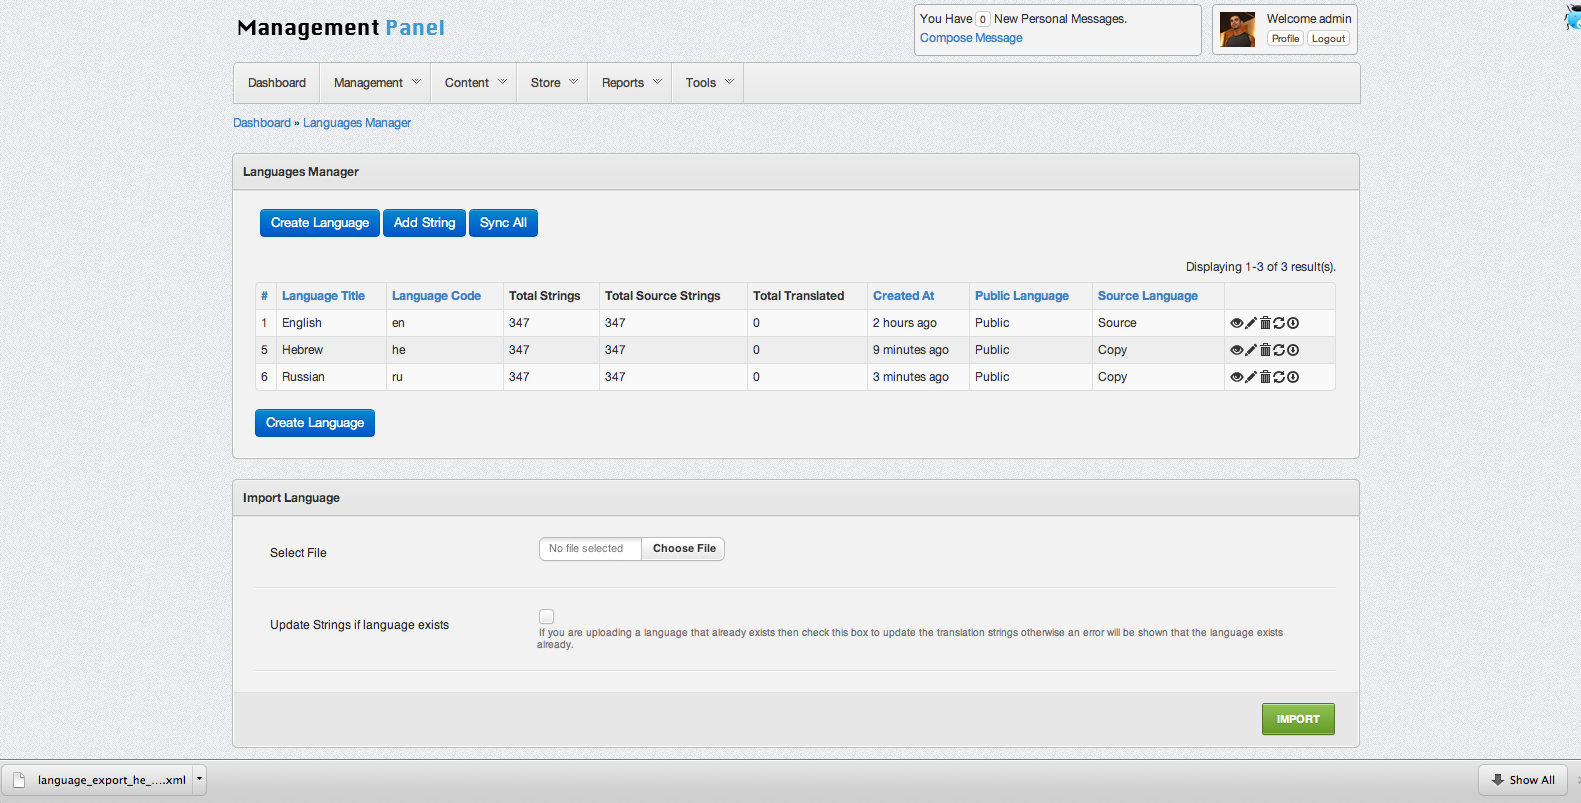 Management Panel
You Have 0 New Personal Messages.
Compose Message
Welcome admin
Profile Logout
Dashboard Management Content Store Reports Tools
Dashboard » Languages Manager
Languages Manager
Create Language Add String Sync All
Displaying 1-3 of 3 result(s).
# Language Title Language Code Total Strings Total Source Strings Total Translated Created At Public Language Source Language
1 English en 347 347 0 2 hours ago Public Source
5 Hebrew he 347 347 0 9 minutes ago Public Copy
6 Russian ru 347 347 0 3 minutes ago Public Copy
Create Language
Import Language
Select File No file selected Choose File
Update Strings if language exists
If you are uploading a language that already exists then check this box to update the translation strings otherwise an error will be shown that the language exists
already.
IMPORT
language_export_he_....xml Show All